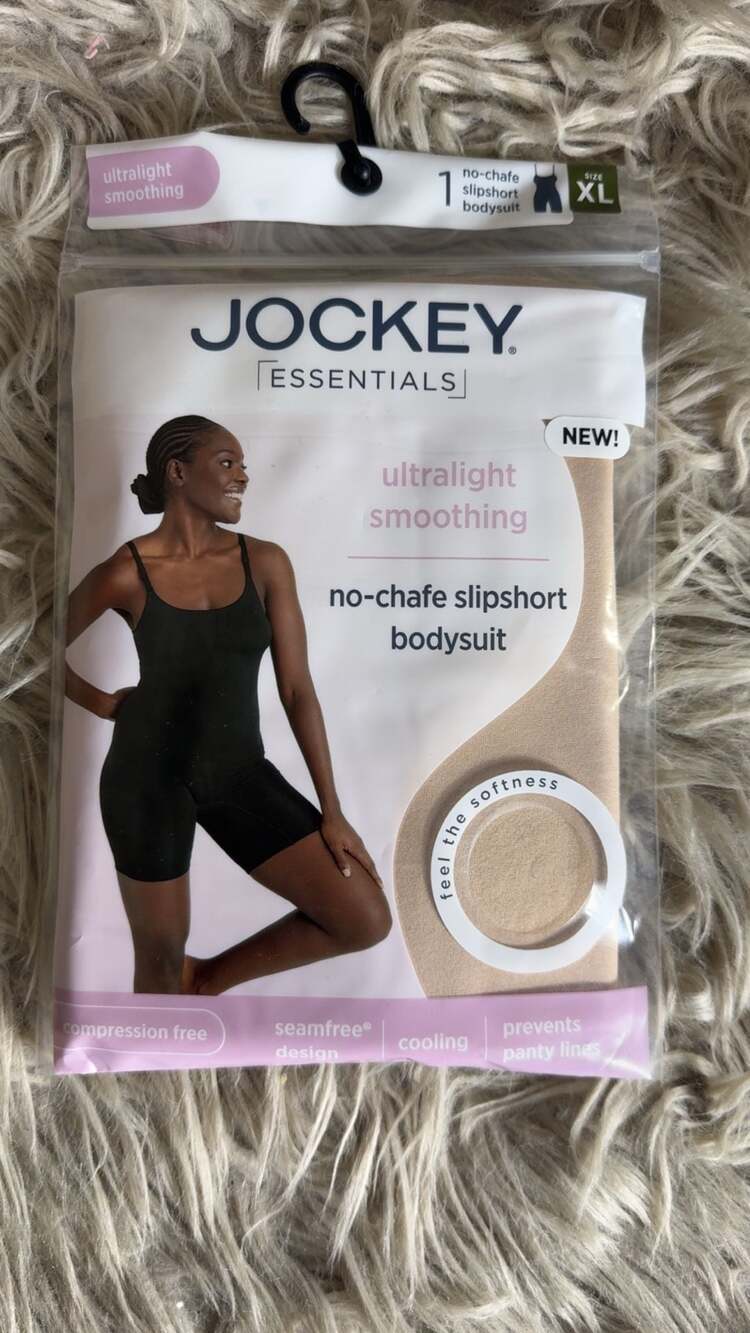 ultralight
smoothing
1
no-chafe
slipshort
bodysuit
SIZE
XL
JOCKEY®
ESSENTIALS
NEW!
ultralight
smoothing
no-chafe slipshort
bodysuit
feel the softness
compression free
seamfree®
design
cooling
prevents
panty lines